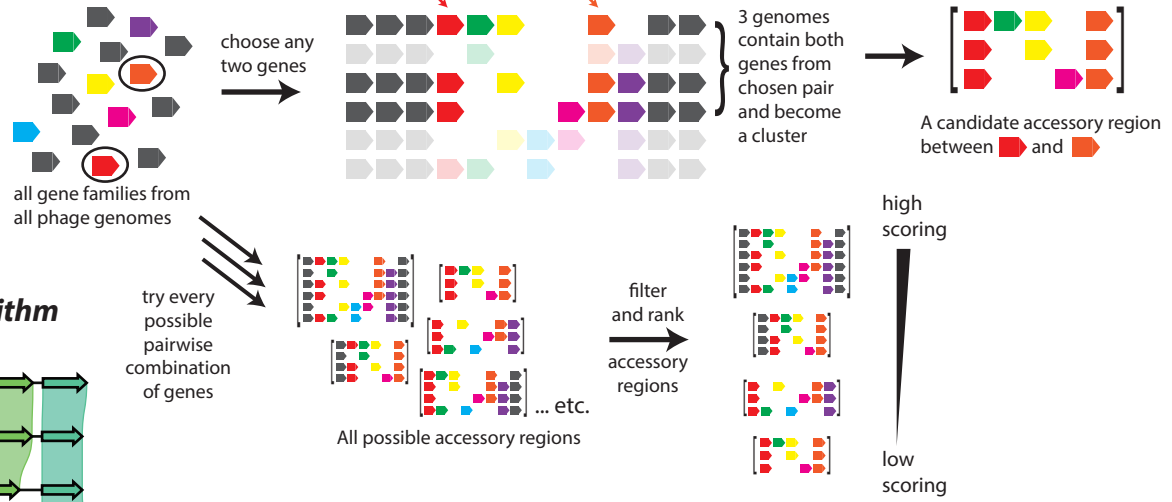 choose any
two genes
3 genomes
contain both
genes from
chosen pair
and become
a cluster
A candidate accessory region
between and
all gene families from
all phage genomes
ithm
try every
possible
pairwise
combination
of genes
... etc.
All possible accessory regions
filter
and rank
accessory
regions
high
scoring
low
scoring